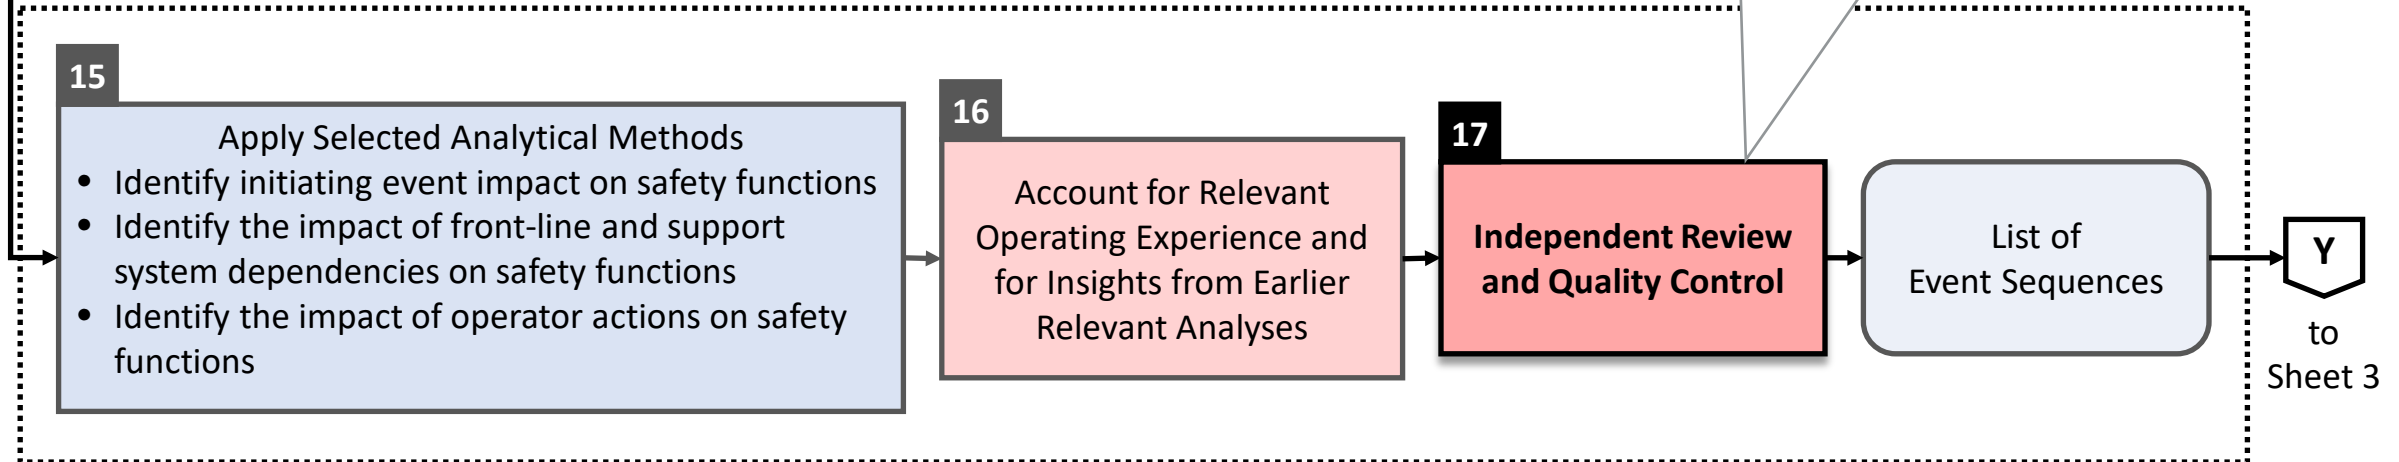 15
Apply Selected Analytical Methods
• Identify initiating event impact on safety functions
• Identify the impact of front-line and support
system dependencies on safety functions
• Identify the impact of operator actions on safety
functions
16
Account for Relevant
Operating Experience and
for Insights from Earlier
Relevant Analyses
17
Independent Review
and Quality Control
List of
Event Sequences
Y
to
Sheet 3